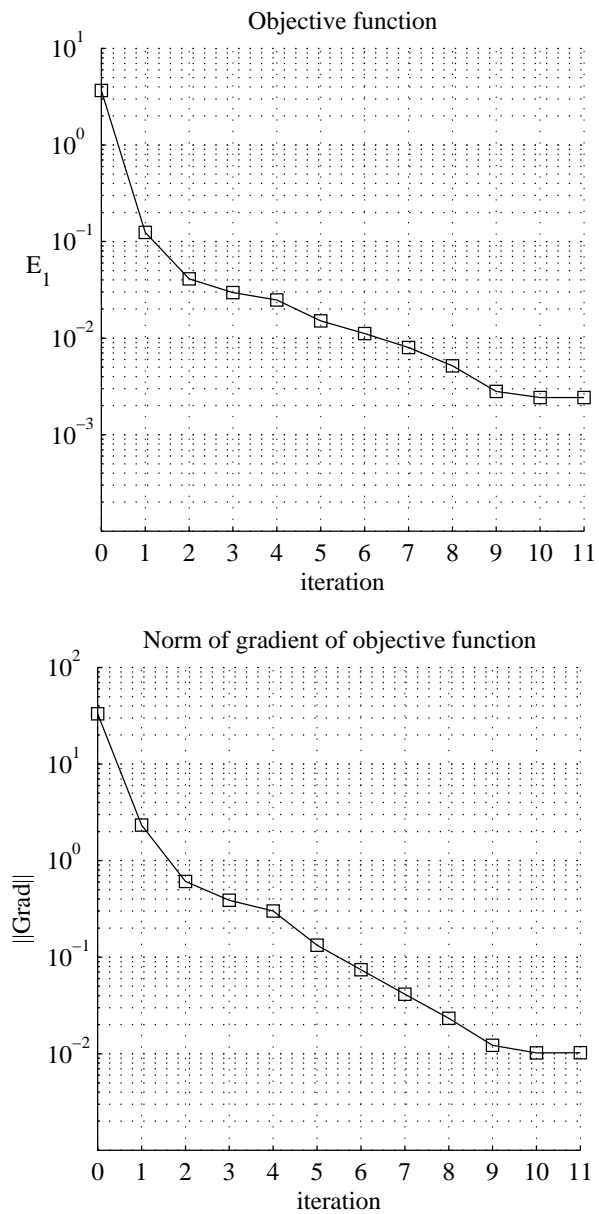 Objective function
10^1
10^0
10^−1
E_1
10^−2
10^−3
0 1 2 3 4 5 6 7 8 9 10 11
iteration
Norm of gradient of objective function
10^2
10^1
10^0
||Grad||
10^−1
10^−2
0 1 2 3 4 5 6 7 8 9 10 11
iteration